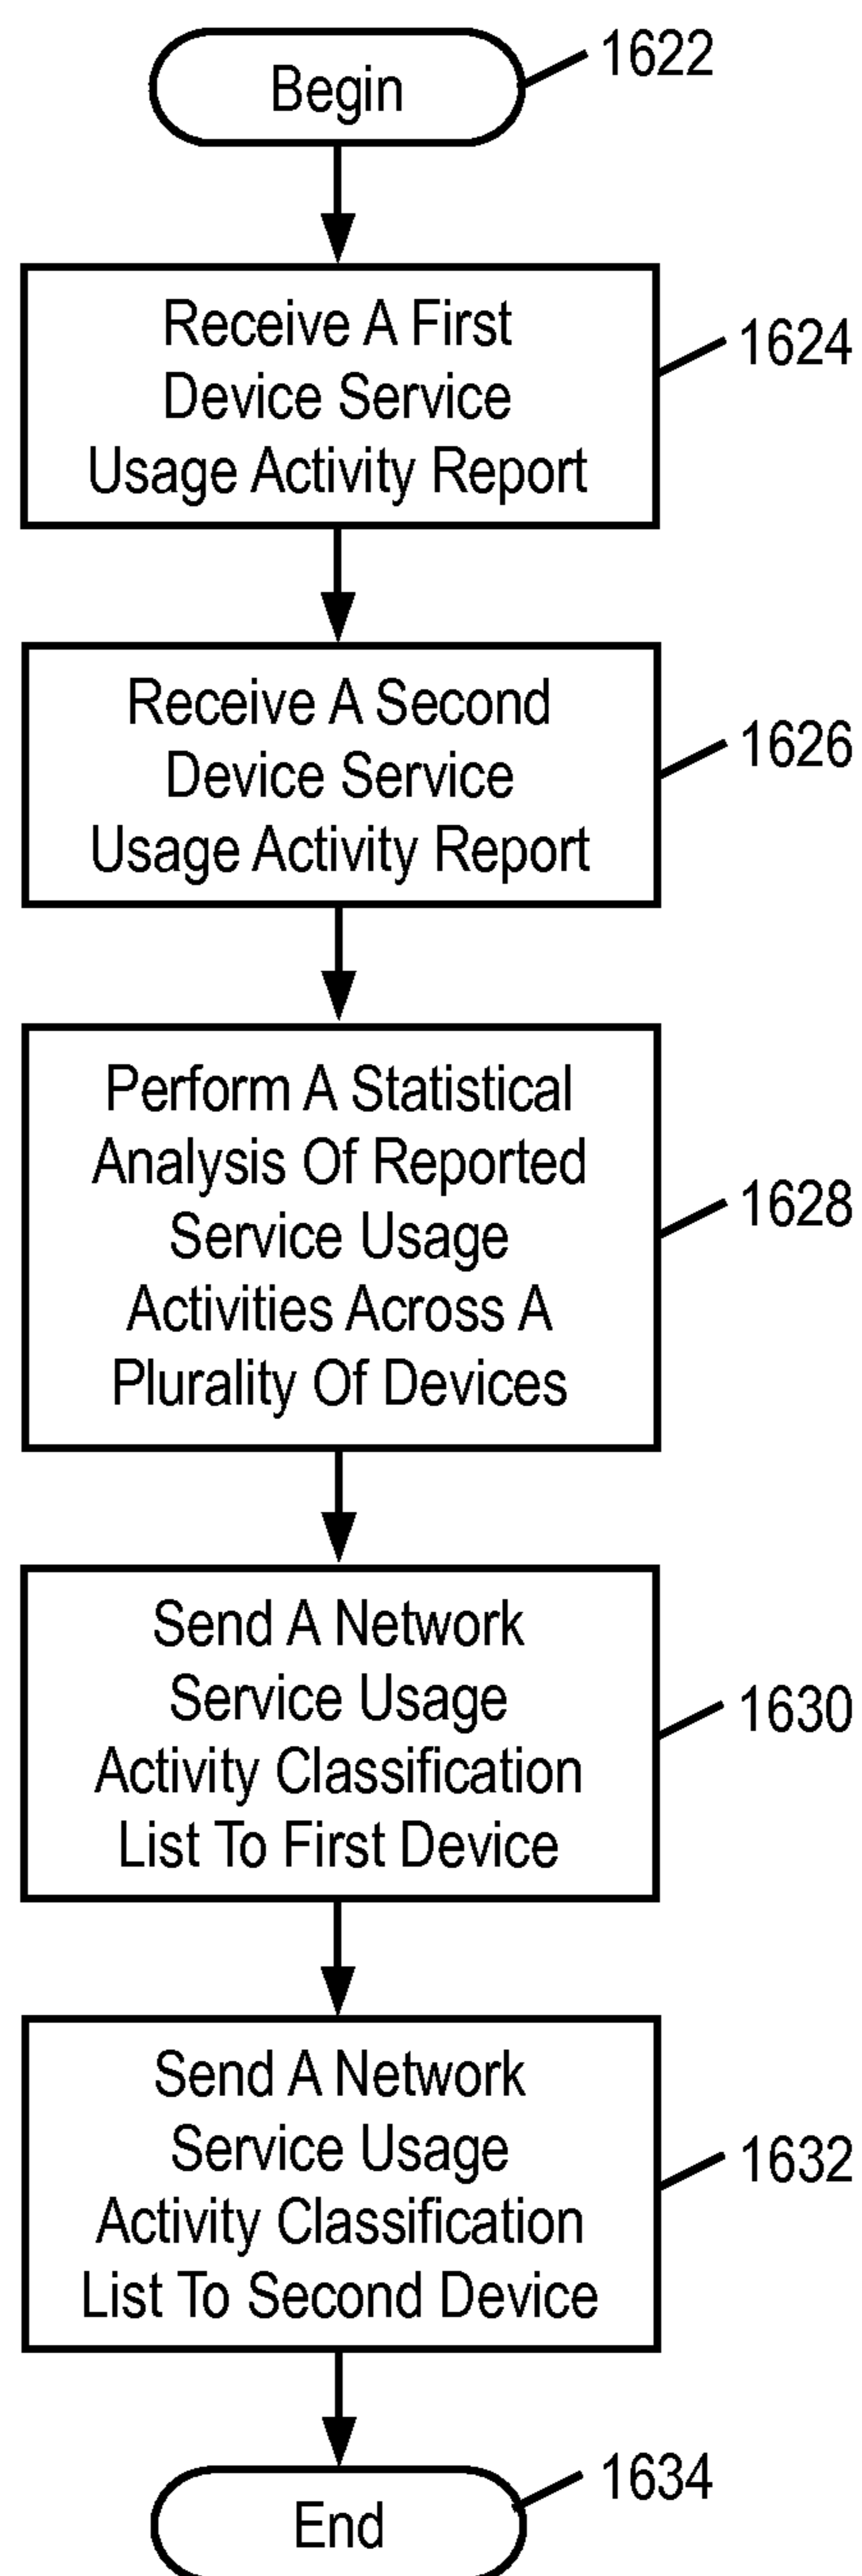 Begin
1622
Receive A First
Device Service
Usage Activity Report
1624
Receive A Second
Device Service
Usage Activity Report
1626
Perform A Statistical
Analysis Of Reported
Service Usage
Activities Across A
Plurality Of Devices
1628
Send A Network
Service Usage
Activity Classification
List To First Device
1630
Send A Network
Service Usage
Activity Classification
List To Second Device
1632
End
1634